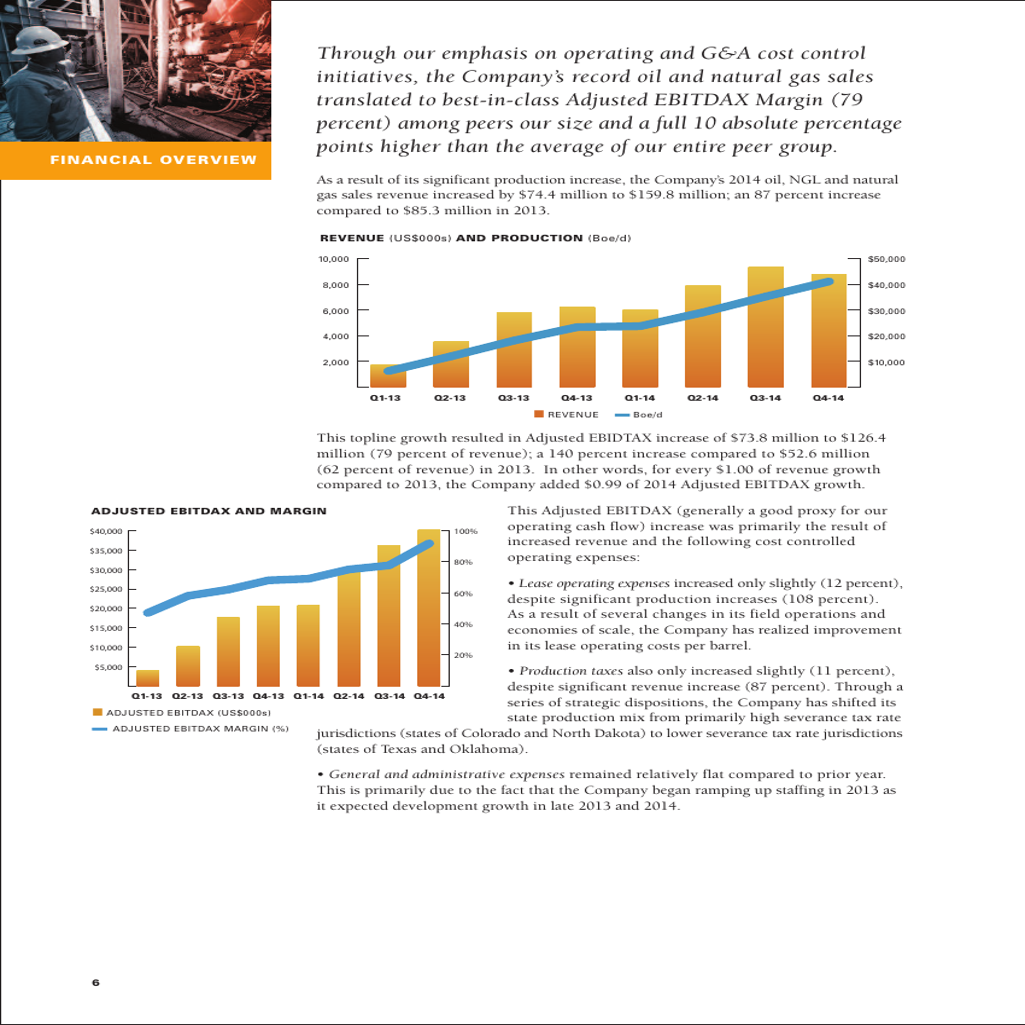 FINANCIAL OVERVIEW
Through our emphasis on operating and G&A cost control
initiatives, the Company's record oil and natural gas sales
translated to best-in-class Adjusted EBITDAX Margin (79
percent) among peers our size and a full 10 absolute percentage
points higher than the average of our entire peer group.
As a result of its significant production increase, the Company's 2014 oil, NGL and natural
gas sales revenue increased by $74.4 million to $159.8 million; an 87 percent increase
compared to $85.3 million in 2013.
REVENUE (US$000s) AND PRODUCTION (Boe/d)
10,000 $50,000
8,000 $40,000
6,000 $30,000
4,000 $20,000
2,000 $10,000
Q1-13 Q2-13 Q3-13 Q4-13 Q1-14 Q2-14 Q3-14 Q4-14
REVENUE Boe/d
This topline growth resulted in Adjusted EBIDTAX increase of $73.8 million to $126.4
million (79 percent of revenue); a 140 percent increase compared to $52.6 million
(62 percent of revenue) in 2013. In other words, for every $1.00 of revenue growth
compared to 2013, the Company added $0.99 of 2014 Adjusted EBITDAX growth.
ADJUSTED EBITDAX AND MARGIN
$40,000 100%
$35,000
$30,000 80%
$25,000
$20,000 60%
$15,000 40%
$10,000
$5,000 20%
Q1-13 Q2-13 Q3-13 Q4-13 Q1-14 Q2-14 Q3-14 Q4-14
ADJUSTED EBITDAX (US$000s)
ADJUSTED EBITDAX MARGIN (%)
This Adjusted EBITDAX (generally a good proxy for our
operating cash flow) increase was primarily the result of
increased revenue and the following cost controlled
operating expenses:
• Lease operating expenses increased only slightly (12 percent),
despite significant production increases (108 percent).
As a result of several changes in its field operations and
economies of scale, the Company has realized improvement
in its lease operating costs per barrel.
• Production taxes also only increased slightly (11 percent),
despite significant revenue increase (87 percent). Through a
series of strategic dispositions, the Company has shifted its
state production mix from primarily high severance tax rate
jurisdictions (states of Colorado and North Dakota) to lower severance tax rate jurisdictions
(states of Texas and Oklahoma).
• General and administrative expenses remained relatively flat compared to prior year.
This is primarily due to the fact that the Company began ramping up staffing in 2013 as
it expected development growth in late 2013 and 2014.
6